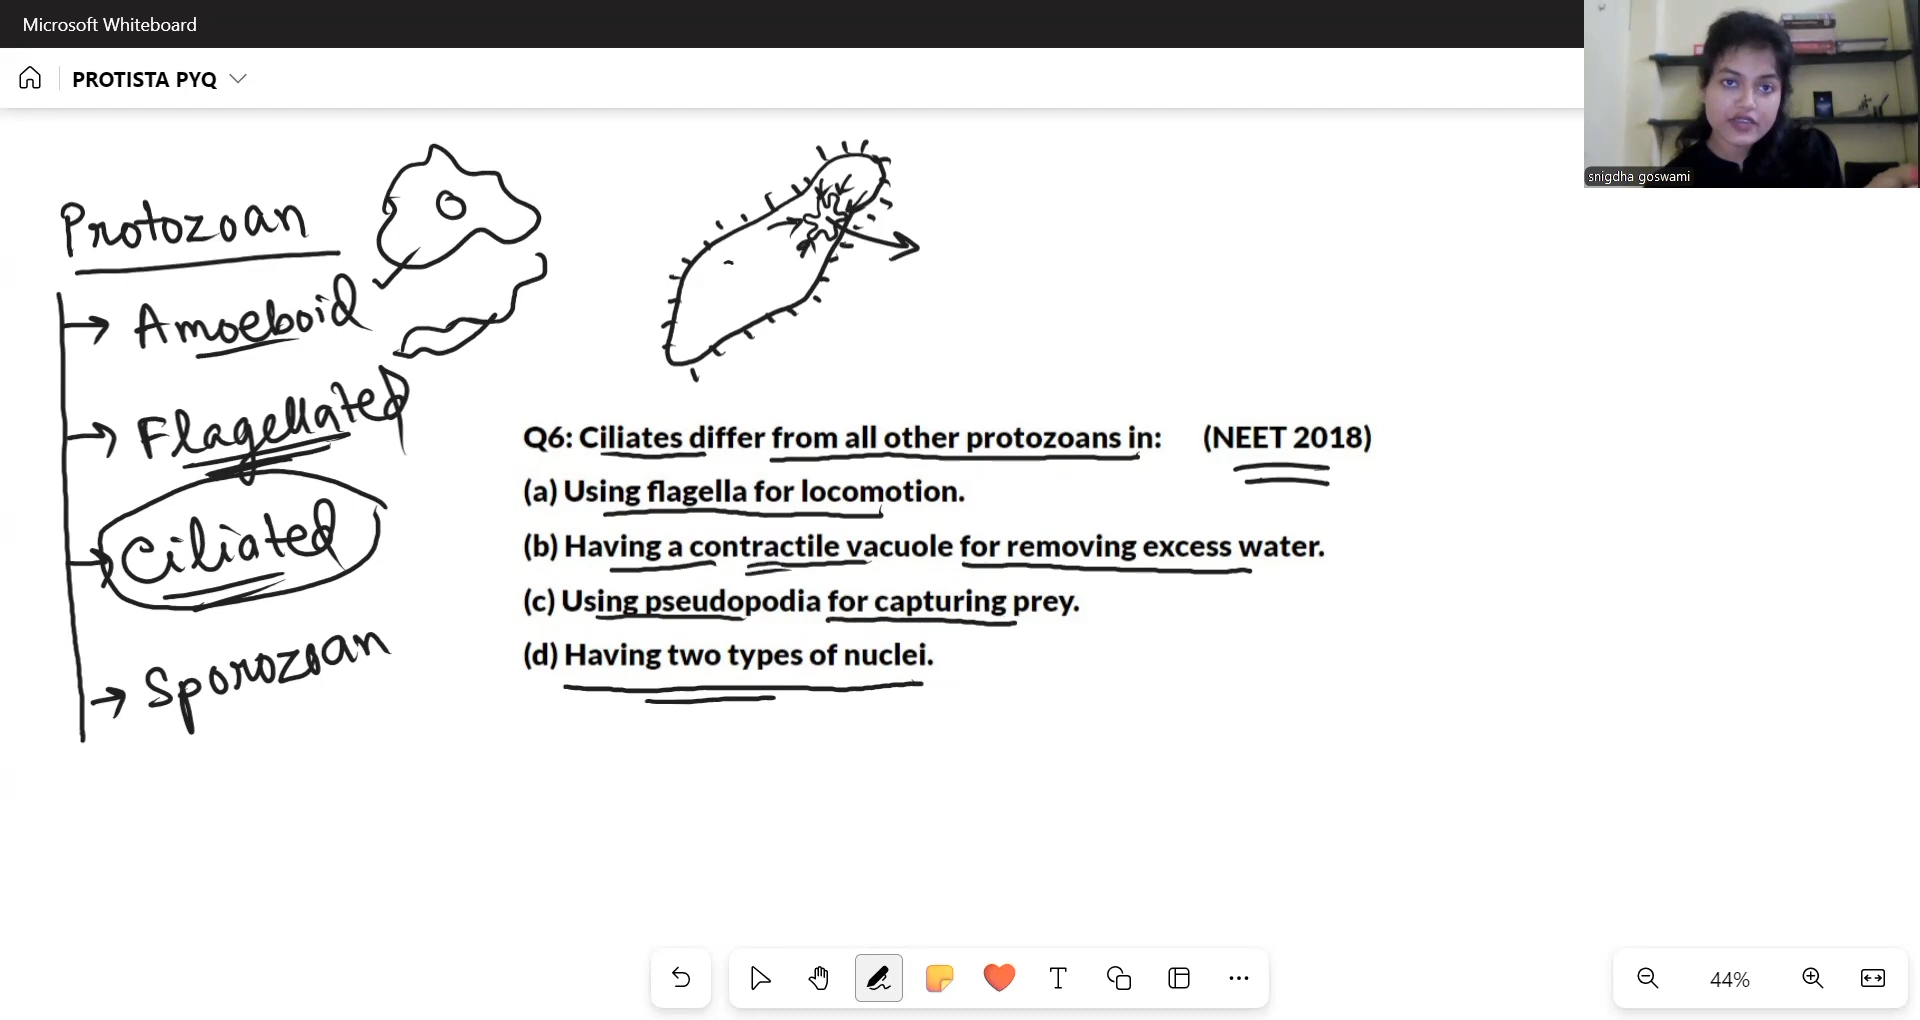 Microsoft Whiteboard
PROTISTA PYQ
snigdha goswami
Protozoan
Amoeboid
Flagellated
Ciliated
Sporozoan
Q6: Ciliates differ from all other protozoans in: (NEET 2018)
(a) Using flagella for locomotion.
(b) Having a contractile vacuole for removing excess water.
(c) Using pseudopodia for capturing prey.
(d) Having two types of nuclei.
44%